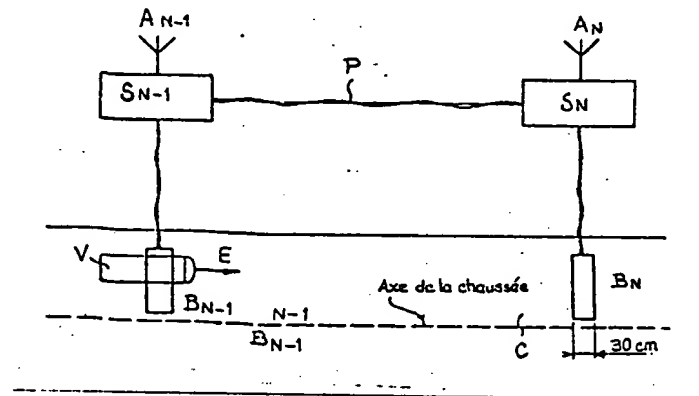 AN-1
AN
P
SN-1
SN
V
E
BN-1
Axe de la chaussée
BN
N-1
BN-1
C
30 cm